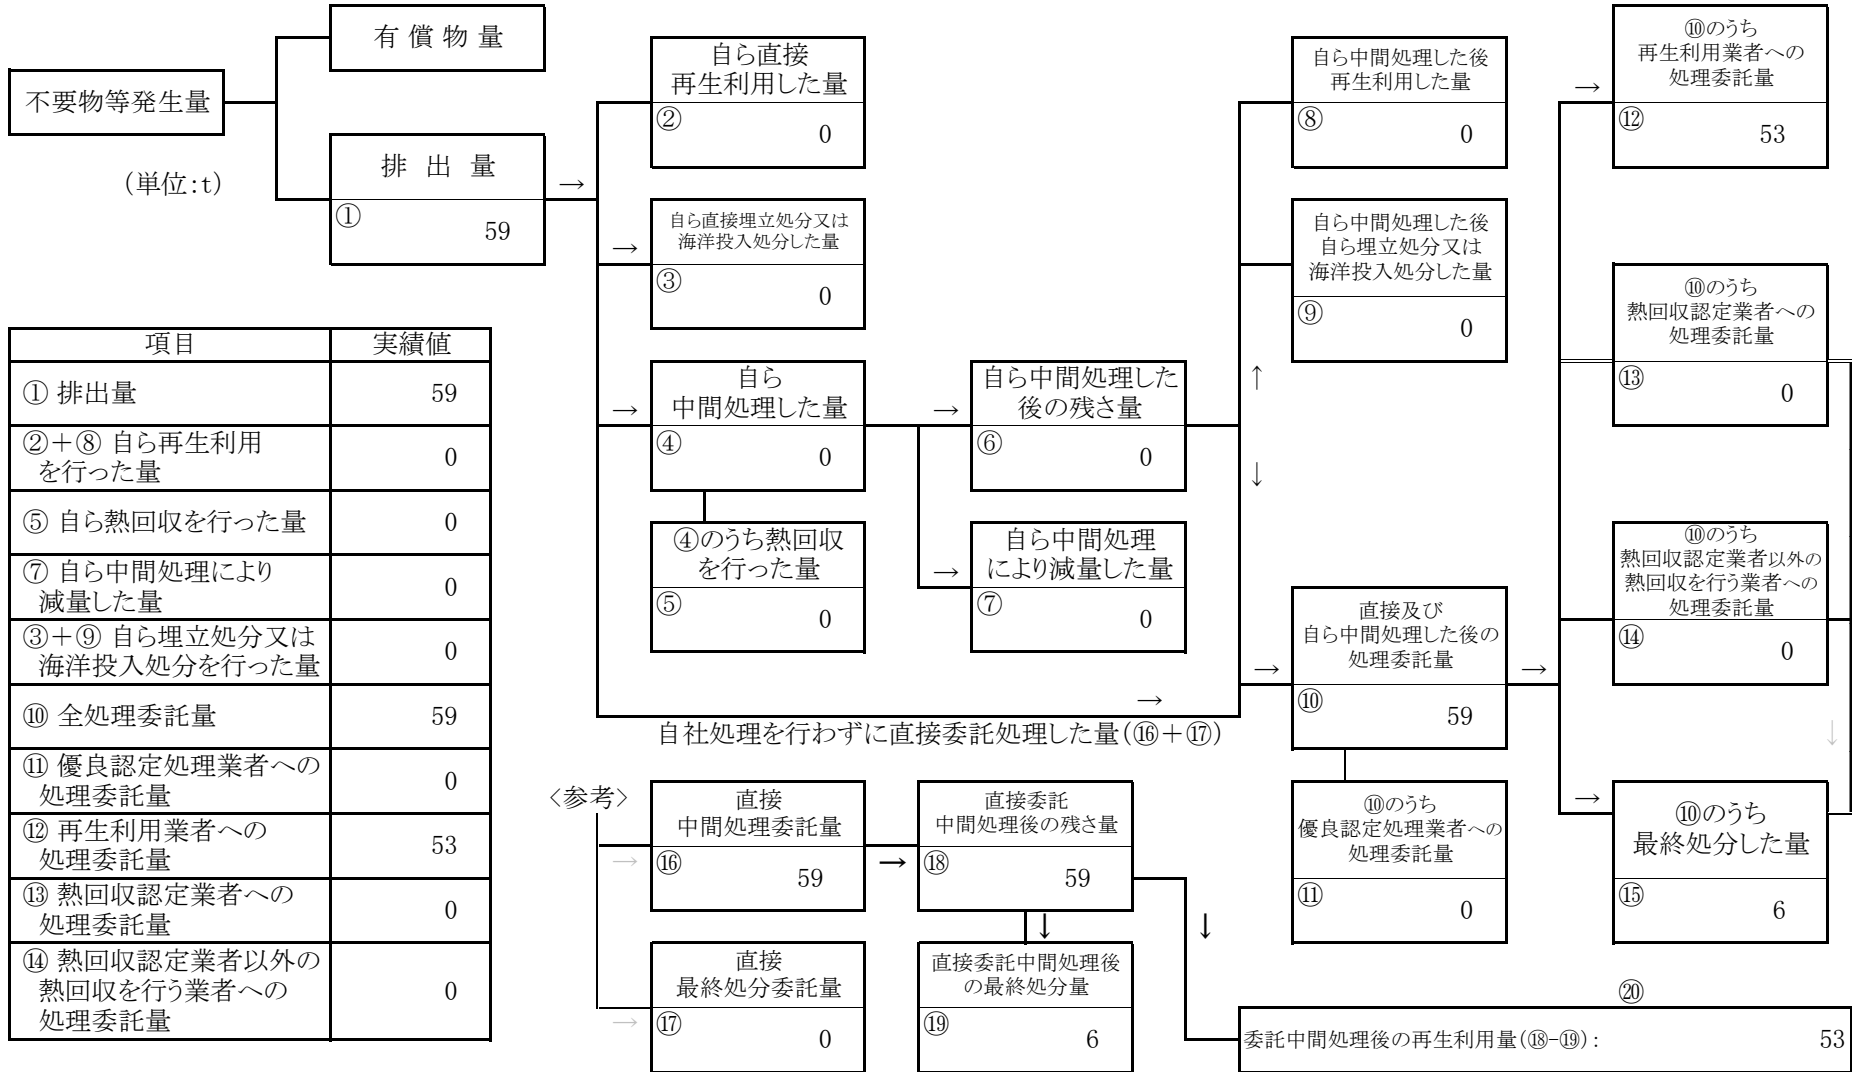 有償物量
不要物等発生量
(単位:t)
排出量
①
59
→
自ら直接
再生利用した量
②
0
→
自ら直接埋立処分又は
海洋投入処分した量
③
0
→
自ら
中間処理した量
④
0
④のうち熱回収
を行った量
⑤
0
→
自ら中間処理した
後の残さ量
⑥
0
→
自ら中間処理
により減量した量
⑦
0
↑
↓
自ら中間処理した後
再生利用した量
⑧
0
自ら中間処理した後
自ら埋立処分又は
海洋投入処分した量
⑨
0
→
自社処理を行わずに直接委託処理した量(⑯+⑰)
→
直接及び
自ら中間処理した後の
処理委託量
⑩
59
→
⑩のうち
優良認定処理業者への
処理委託量
⑪
0
→
⑩のうち
再生利用業者への
処理委託量
⑫
53
⑩のうち
熱回収認定業者への
処理委託量
⑬
0
⑩のうち
熱回収認定業者以外の
熱回収を行う業者への
処理委託量
⑭
0
↓
→
⑩のうち
最終処分した量
⑮
6
項目 実績値
① 排出量 59
②+⑧ 自ら再生利用
を行った量 0
⑤ 自ら熱回収を行った量 0
⑦ 自ら中間処理により
減量した量 0
③+⑨ 自ら埋立処分又は
海洋投入処分を行った量 0
⑩ 全処理委託量 59
⑪ 優良認定処理業者への
処理委託量 0
⑫ 再生利用業者への
処理委託量 53
⑬ 熱回収認定業者への
処理委託量 0
⑭ 熱回収認定業者以外の
熱回収を行う業者への
処理委託量 0
<参考>
→
直接
中間処理委託量
⑯
59
→
直接委託
中間処理後の残さ量
⑱
59
↓
↓
→
直接
最終処分委託量
⑰
0
直接委託中間処理後
の最終処分量
⑲
6
⑳
委託中間処理後の再生利用量(⑱-⑲): 53